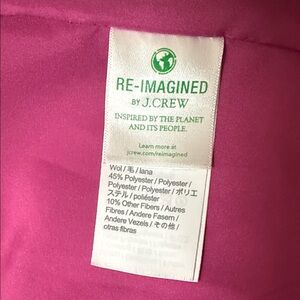 RE-IMAGINED
BY J.CREW
INSPIRED BY THE PLANET
AND ITS PEOPLE.
Learn more at
jcrew.com/reimagined
Wol / 毛 / lana
45% Polyester / Polyester /
Polyester / Polyester / ポリエ
ステル / poliéster
10% Other Fibers / Autres
Fibres / Andere Fasern /
Andere Vezels / その他 /
otras fibras